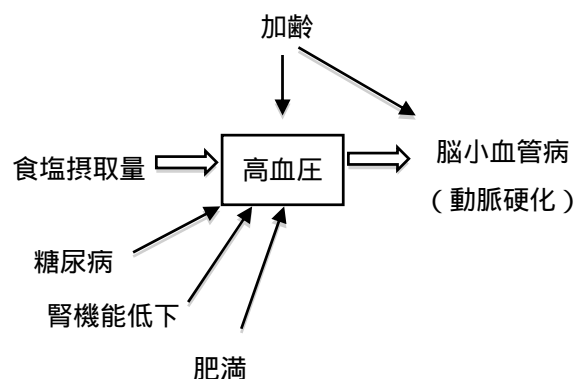 加齢
食塩摂取量
高血圧
脳小血管病
（動脈硬化）
糖尿病
腎機能低下
肥満